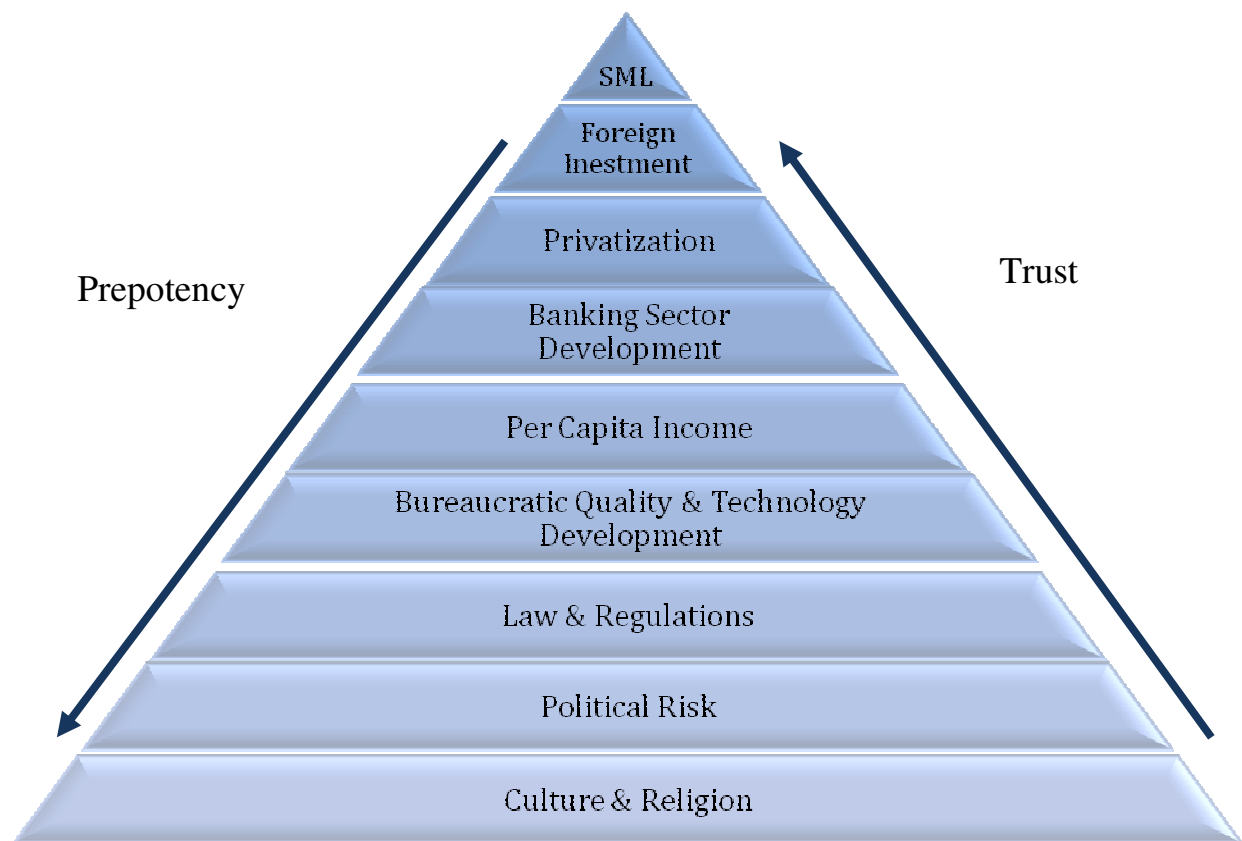 SML
Foreign
Inestment
Privatization
Prepotency
Trust
Banking Sector
Development
Per Capita Income
Bureaucratic Quality & Technology
Development
Law & Regulations
Political Risk
Culture & Religion